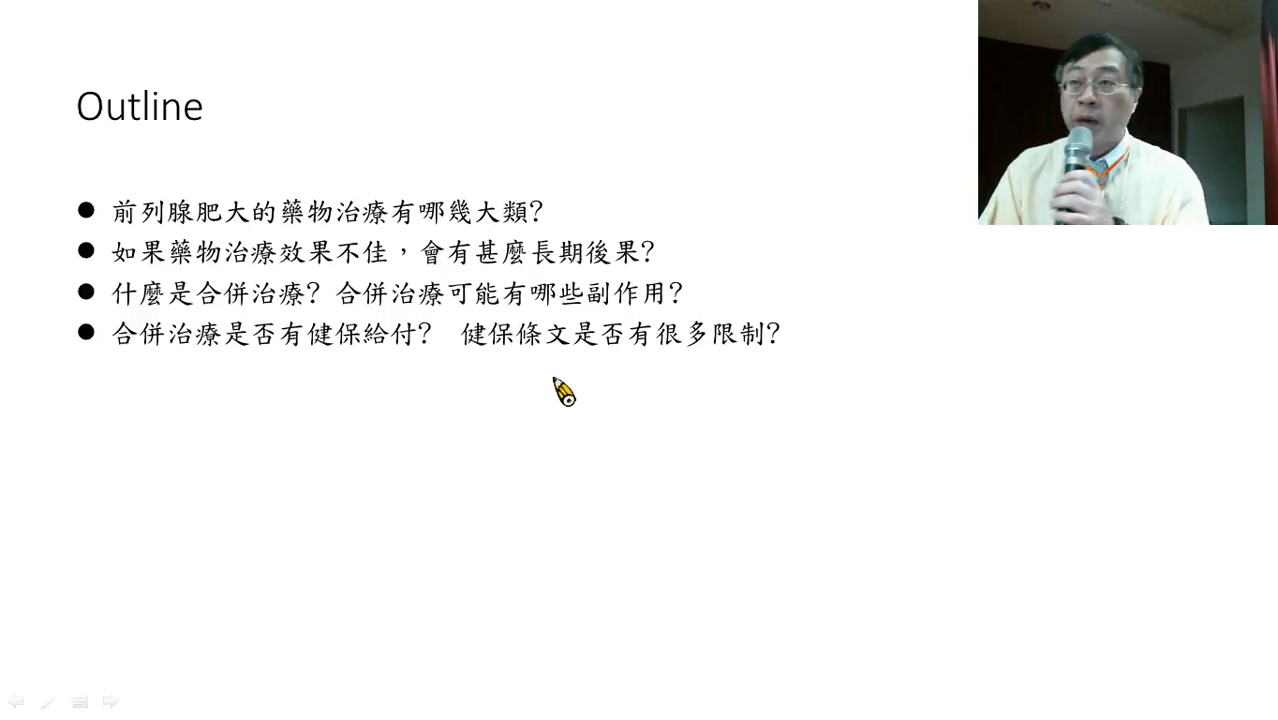 Outline
● 前列腺肥大的藥物治療有哪幾大類?
● 如果藥物治療效果不佳，會有甚麼長期後果?
● 什麼是合併治療? 合併治療可能有哪些副作用?
● 合併治療是否有健保給付? 健保條文是否有很多限制?